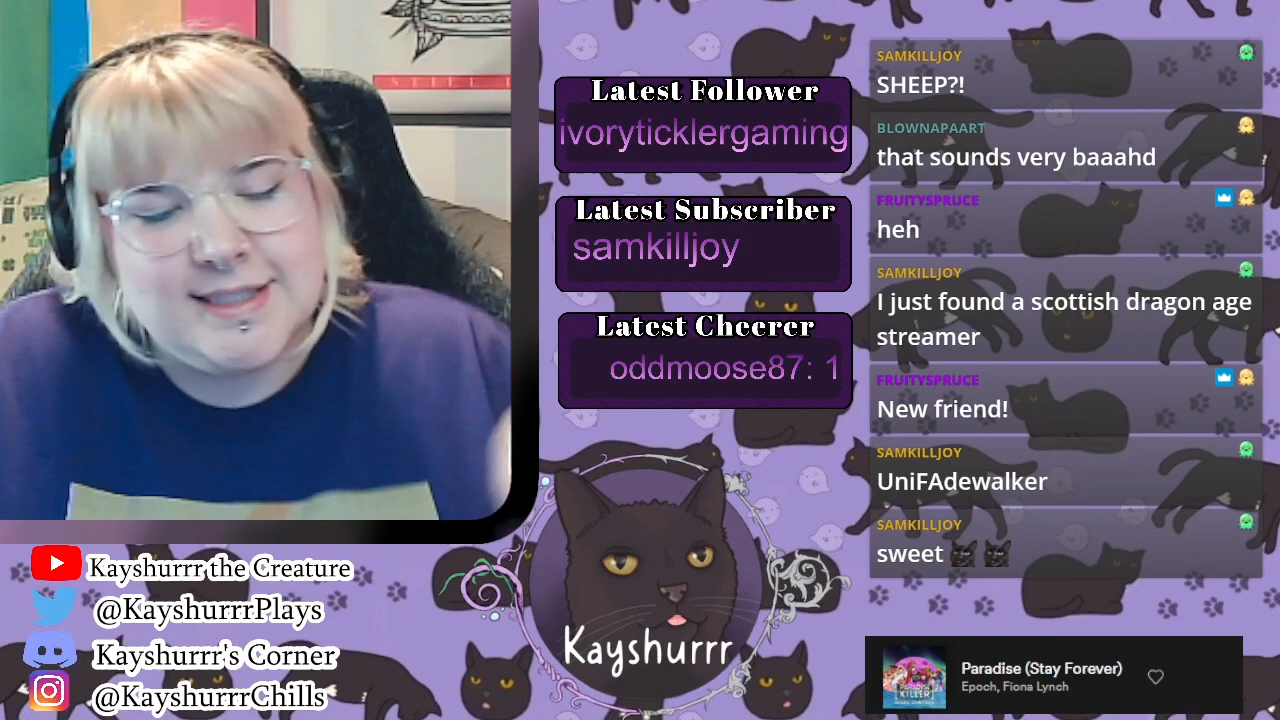 Latest Follower
ivoryticklergaming
Latest Subscriber
samkilljoy
Latest Cheerer
oddmoose87: 1
SAMKILLJOY
SHEEP?!
BLOWNAPAART
that sounds very baaahd
FRUITYSPRUCE
heh
SAMKILLJOY
I just found a scottish dragon age
streamer
FRUITYSPRUCE
New friend!
SAMKILLJOY
UniFAdewalker
SAMKILLJOY
sweet
Kayshurrr the Creature
@KayshurrrPlays
Kayshurrr's Corner
@KayshurrrChills
Kayshurrr
PARADISE
KILLER
Paradise (Stay Forever)
Epoch, Fiona Lynch